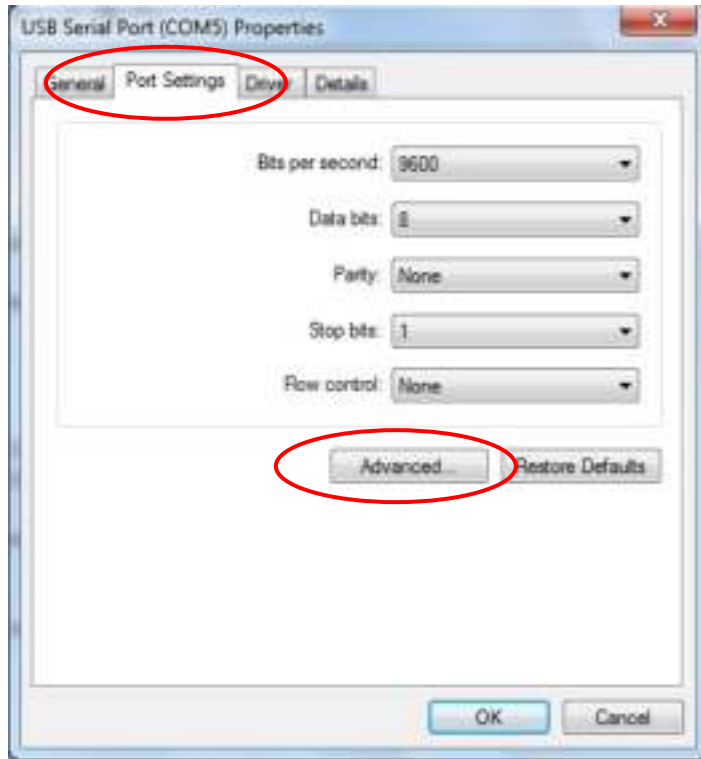 USB Serial Port (COM5) Properties
General Port Settings Driver Details
Bits per second: 9600
Data bits: 8
Parity: None
Stop bits: 1
Flow control: None
Advanced... Restore Defaults
OK Cancel